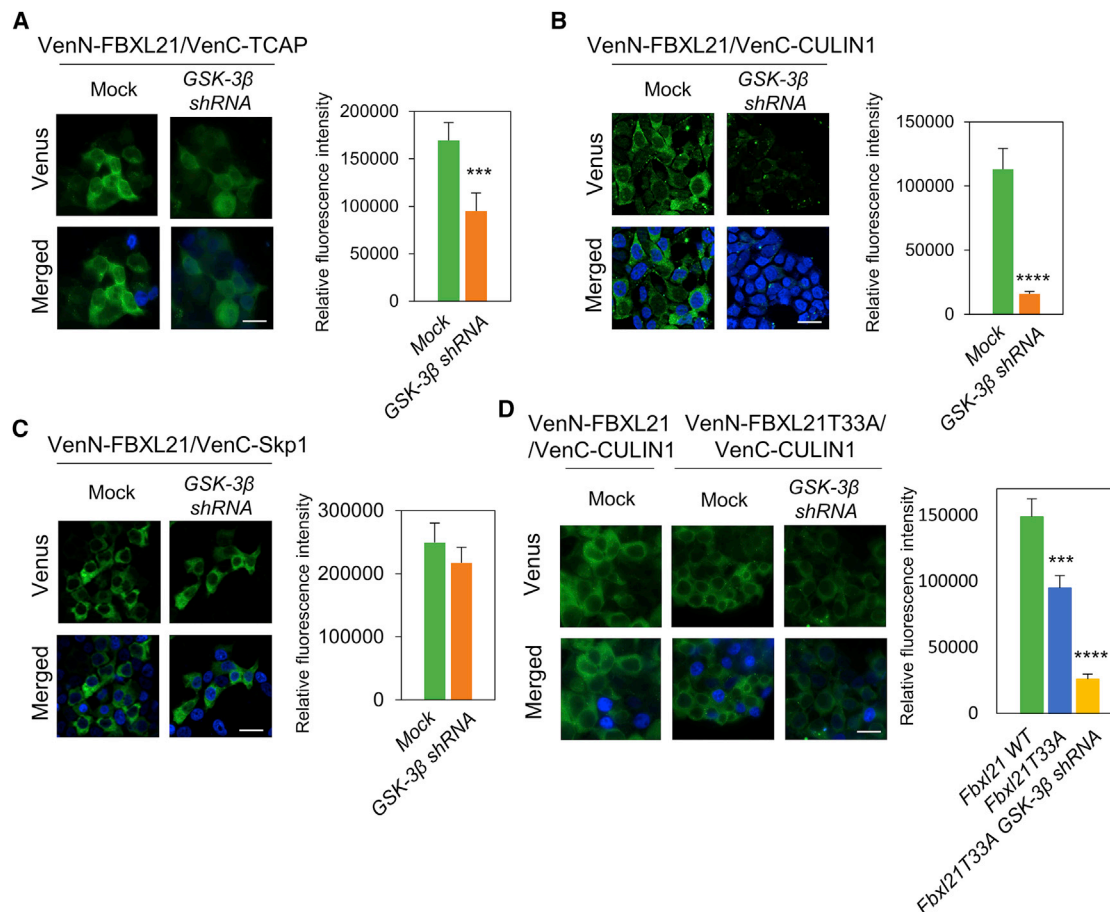 A
VenN-FBXL21/VenC-TCAP
Mock
GSK-3β
shRNA
Venus
Merged
Relative fluorescence intensity
200000
150000
100000
50000
0
***
Mock
GSK-3β shRNA
B
VenN-FBXL21/VenC-CULIN1
Mock
GSK-3β
shRNA
Venus
Merged
Relative fluorescence intensity
150000
100000
50000
0
****
Mock
GSK-3β shRNA
C
VenN-FBXL21/VenC-Skp1
Mock
GSK-3β
shRNA
Venus
Merged
Relative fluorescence intensity
300000
200000
100000
0
Mock
GSK-3β shRNA
D
VenN-FBXL21
/VenC-CULIN1
VenN-FBXL21T33A/
VenC-CULIN1
Mock
Mock
GSK-3β
shRNA
Venus
Merged
Relative fluorescence intensity
150000
100000
50000
0
***
****
Fbxl21 WT
Fbxl21T33A
Fbxl21T33A GSK-3β shRNA